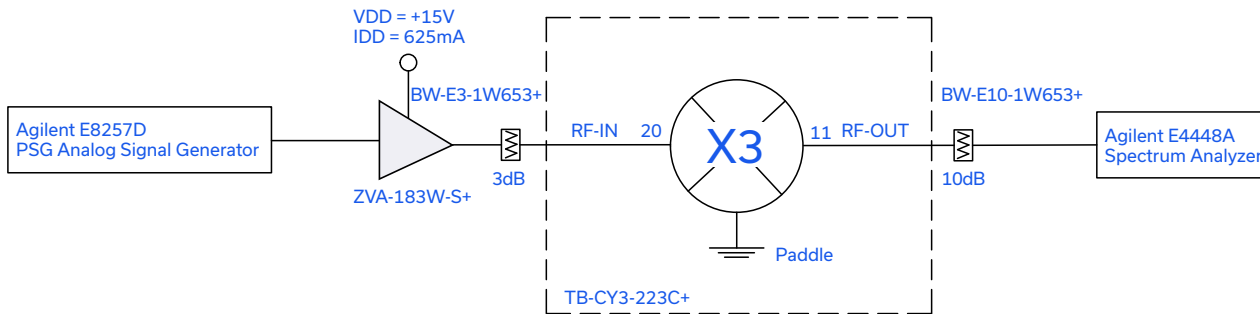 VDD = +15V
IDD = 625mA
BW-E3-1W653+
BW-E10-1W653+
Agilent E8257D
PSG Analog Signal Generator
RF-IN 20
X3
11 RF-OUT
Agilent E4448A
Spectrum Analyzer
3dB
10dB
ZVA-183W-S+
Paddle
TB-CY3-223C+